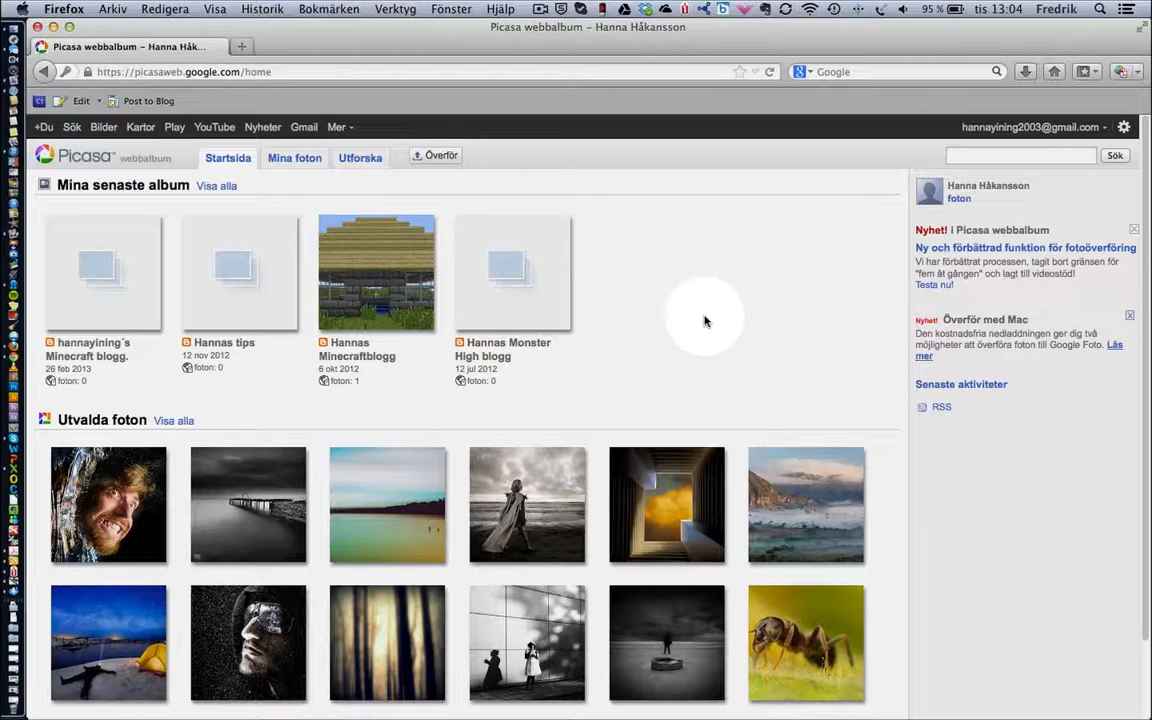 Firefox Arkiv Redigera Visa Historik Bokmärken Verktyg Fönster Hjälp 95 % tis 13:04 Fredrik
Picasa webbalbum – Hanna Håkansson
Picasa webbalbum – Hanna Håk...
https://picasaweb.google.com/home
Google
Edit Post to Blog
+Du Sök Bilder Kartor Play YouTube Nyheter Gmail Mer
hannayining2003@gmail.com
Picasa™ webbalbum
Startsida Mina foton Utforska Överför
Sök
Mina senaste album Visa alla
hannayining´s
Minecraft blogg.
26 feb 2013
foton: 0
Hannas tips
12 nov 2012
foton: 0
Hannas
Minecraftblogg
6 okt 2012
foton: 1
Hannas Monster
High blogg
12 jul 2012
foton: 0
Utvalda foton Visa alla
Hanna Håkansson
foton
Nyhet! i Picasa webbalbum
Ny och förbättrad funktion för fotoöverföring
Vi har förbättrat processen, tagit bort gränsen för
"fem åt gången" och lagt till videostöd!
Testa nu!
Nyhet! Överför med Mac
Den kostnadsfria nedladdningen ger dig två
möjligheter att överföra foton till Google Foto. Läs
mer
Senaste aktiviteter
RSS